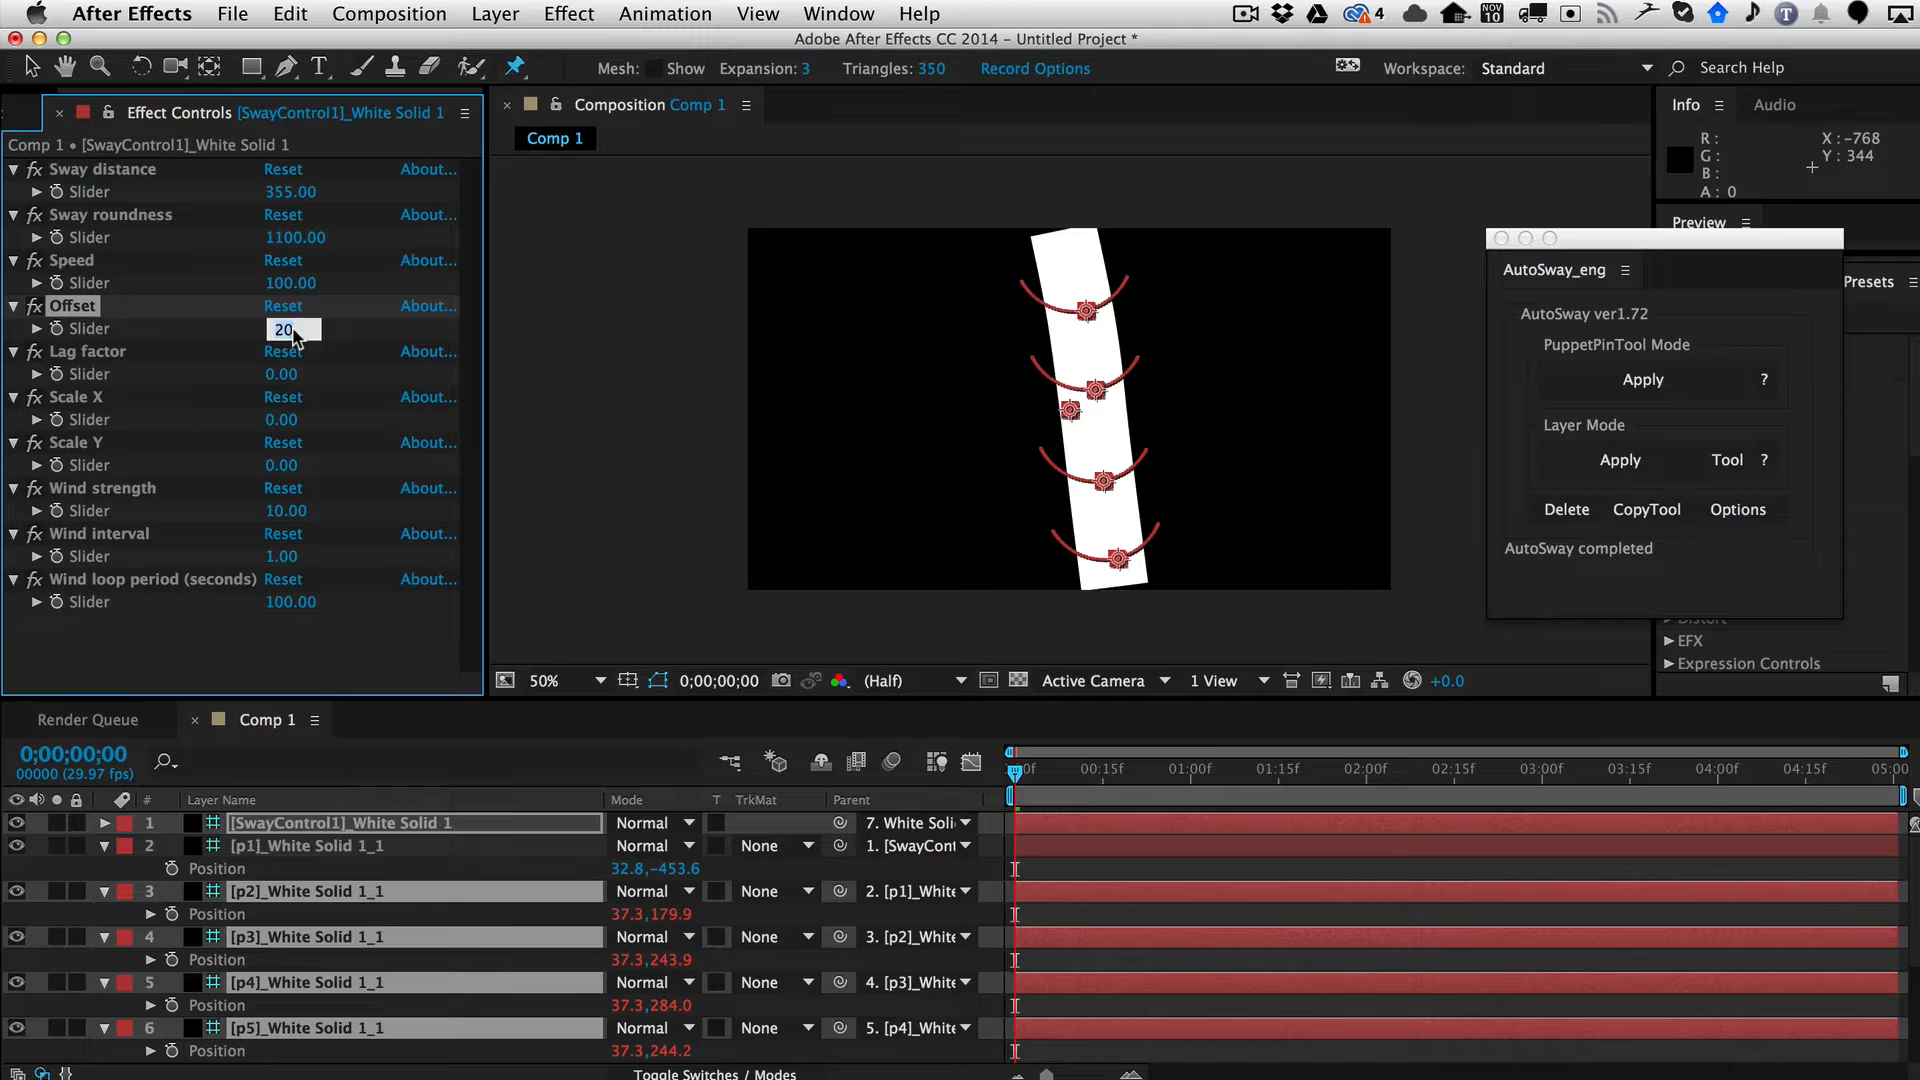 After Effects File Edit Composition Layer Effect Animation View Window Help 4 NOV 10
Adobe After Effects CC 2014 - Untitled Project *
Mesh: Show Expansion: 3 Triangles: 350 Record Options Workspace: Standard Search Help
Effect Controls [SwayControl1]_White Solid 1
Comp 1 • [SwayControl1]_White Solid 1
fx Sway distance Reset About...
Slider 355.00
fx Sway roundness Reset About...
Slider 1100.00
fx Speed Reset About...
Slider 100.00
fx Offset Reset About...
Slider 20
fx Lag factor Reset About...
Slider 0.00
fx Scale X Reset About...
Slider 0.00
fx Scale Y Reset About...
Slider 0.00
fx Wind strength Reset About...
Slider 10.00
fx Wind interval Reset About...
Slider 1.00
fx Wind loop period (seconds) Reset About...
Slider 100.00
Composition Comp 1
Comp 1
50% 0;00;00;00 (Half) Active Camera 1 View +0.0
Info Audio
R: X: -768
G: Y: 344
B:
A: 0
Preview
Presets
AutoSway_eng
AutoSway ver1.72
PuppetPinTool Mode
Apply ?
Layer Mode
Apply Tool ?
Delete CopyTool Options
AutoSway completed
Distort
EFX
Expression Controls
Render Queue Comp 1
0;00;00;00
00000 (29.97 fps)
00:15f 01:00f 01:15f 02:00f 02:15f 03:00f 03:15f 04:00f 04:15f 05:00
# Layer Name Mode T TrkMat Parent
1 [SwayControl1]_White Solid 1 Normal 7. White Soli
2 [p1]_White Solid 1_1 Normal None 1. [SwayCont
Position 32.8,-453.6
3 [p2]_White Solid 1_1 Normal None 2. [p1]_White
Position 37.3,179.9
4 [p3]_White Solid 1_1 Normal None 3. [p2]_White
Position 37.3,243.9
5 [p4]_White Solid 1_1 Normal None 4. [p3]_White
Position 37.3,284.0
6 [p5]_White Solid 1_1 Normal None 5. [p4]_White
Position 37.3,244.2
Toggle Switches / Modes